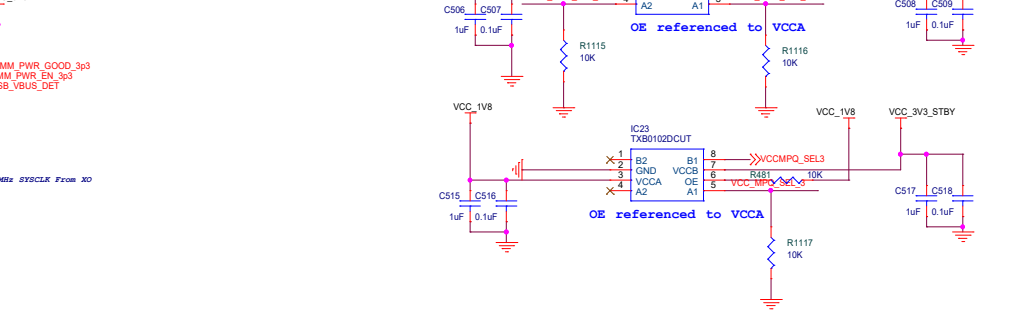 C506 C507
1uF 0.1uF
4 A2 A1
OE referenced to VCCA
C508 C509
1uF 0.1uF
R1115
10K
R1116
10K
MM_PWR_GOOD_3p3
MM_PWR_EN_3p3
SB_VBUS_DET
VCC_1V8
VCC_1V8
VCC_3V3_STBY
IC23
TXB0102DCUT
1 B2 B1 8 VCCMPQ_SEL3
2 GND VCCB 7
3 VCCA OE 6 R481 10K
4 A2 A1 5 VCC_MPQ_SEL_3
MHz SYSCLK From XO
C515 C516
1uF 0.1uF
OE referenced to VCCA
C517 C518
1uF 0.1uF
R1117
10K